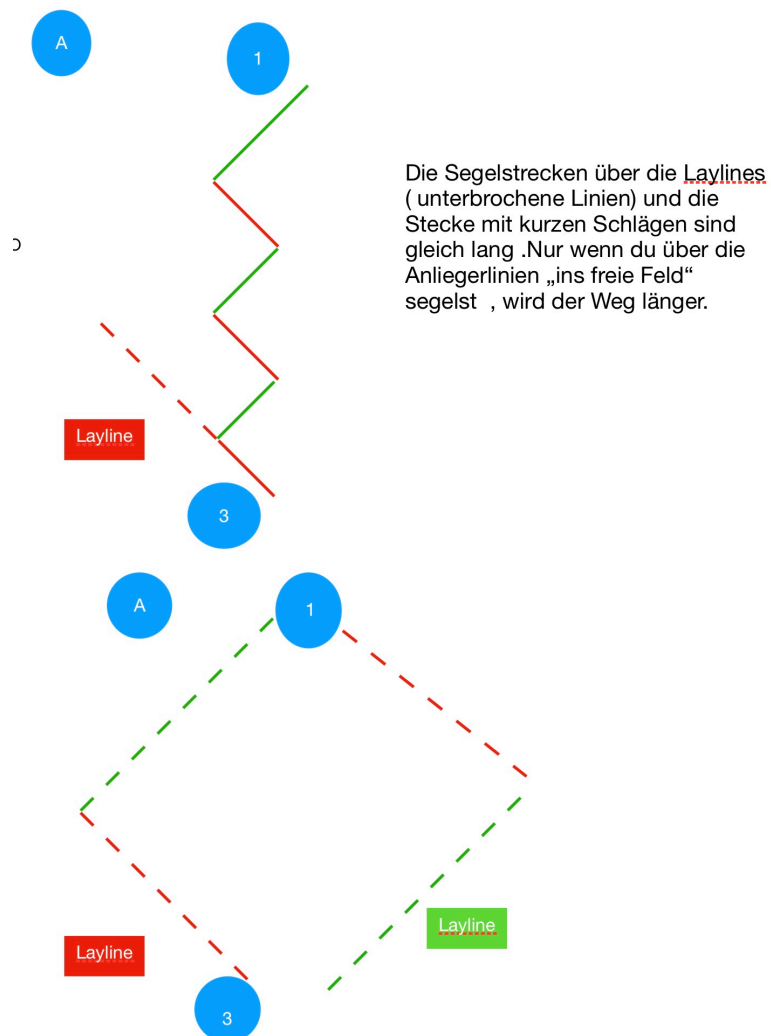 A
1
Die Segelstrecken über die Laylines
( unterbrochene Linien) und die
Stecke mit kurzen Schlägen sind
gleich lang .Nur wenn du über die
Anliegerlinien „ins freie Feld“
segelst , wird der Weg länger.
Layline
3
A
1
Layline
Layline
3